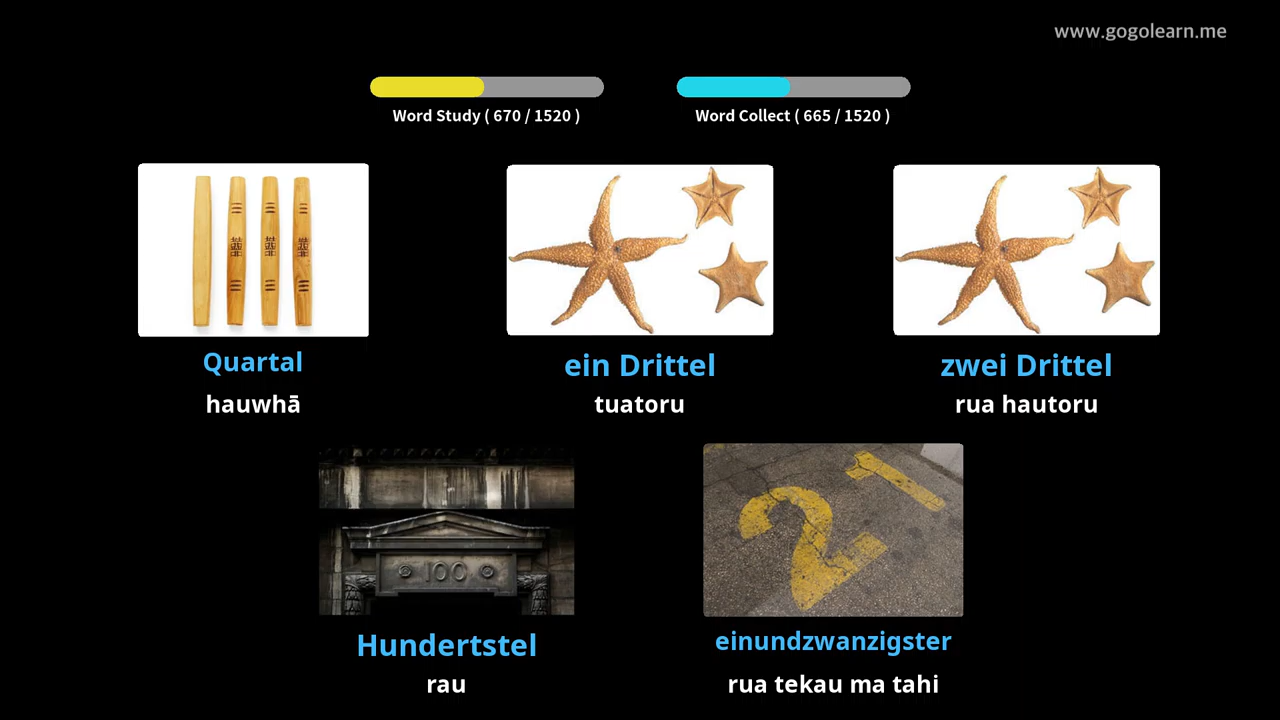 www.gogolearn.me
Word Study ( 670 / 1520 )
Word Collect ( 665 / 1520 )
Quartal
hauwhā
ein Drittel
tuatoru
zwei Drittel
rua hautoru
100
21
Hundertstel
rau
einundzwanzigster
rua tekau ma tahi